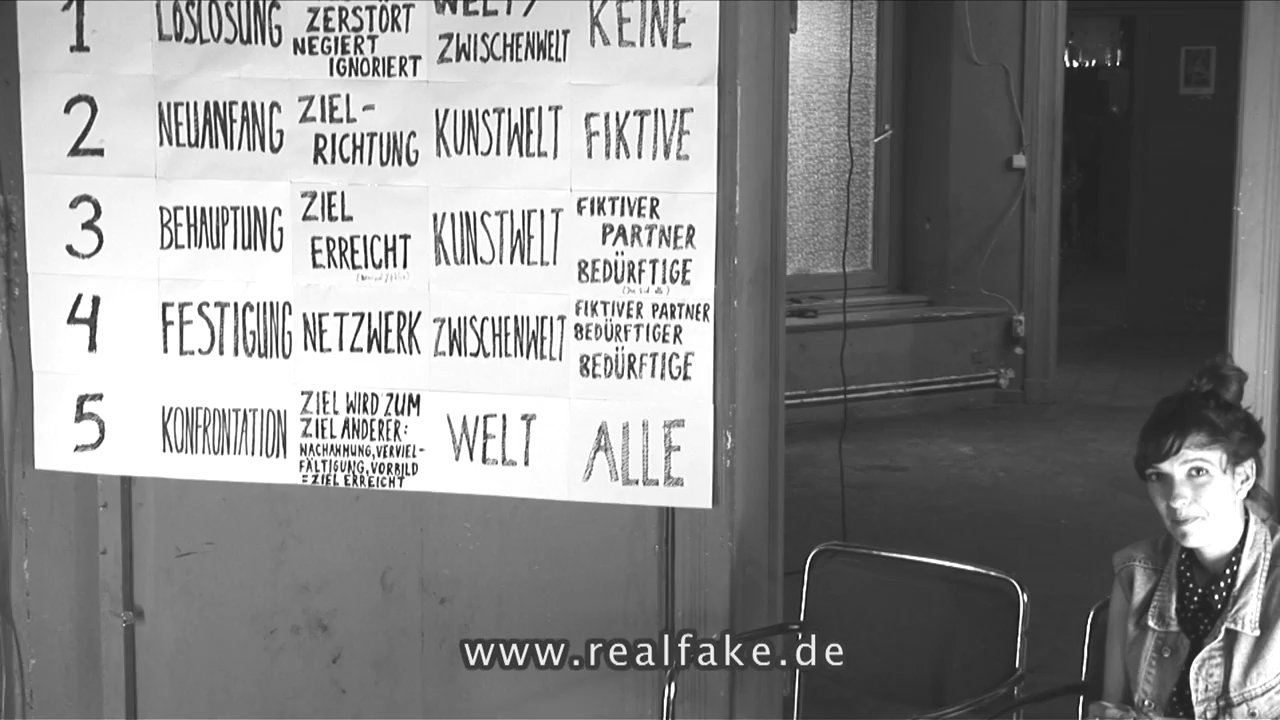 1
LOSLÖSUNG
ZERSTÖRT
NEGIERT
IGNORIERT
WELT/
ZWISCHENWELT
KEINE
2
NEUANFANG
ZIEL-
RICHTUNG
KUNSTWELT
FIKTIVE
3
BEHAUPTUNG
ZIEL
ERREICHT
KUNSTWELT
FIKTIVER
PARTNER
BEDÜRFTIGE
4
FESTIGUNG
NETZWERK
ZWISCHENWELT
FIKTIVER PARTNER
BEDÜRFTIGER
BEDÜRFTIGE
5
KONFRONTATION
ZIEL WIRD ZUM
ZIEL ANDERER:
NACHAHMUNG, VERVIEL-
FÄLTIGUNG, VORBILD
=ZIEL ERREICHT
WELT
ALLE
www.realfake.de